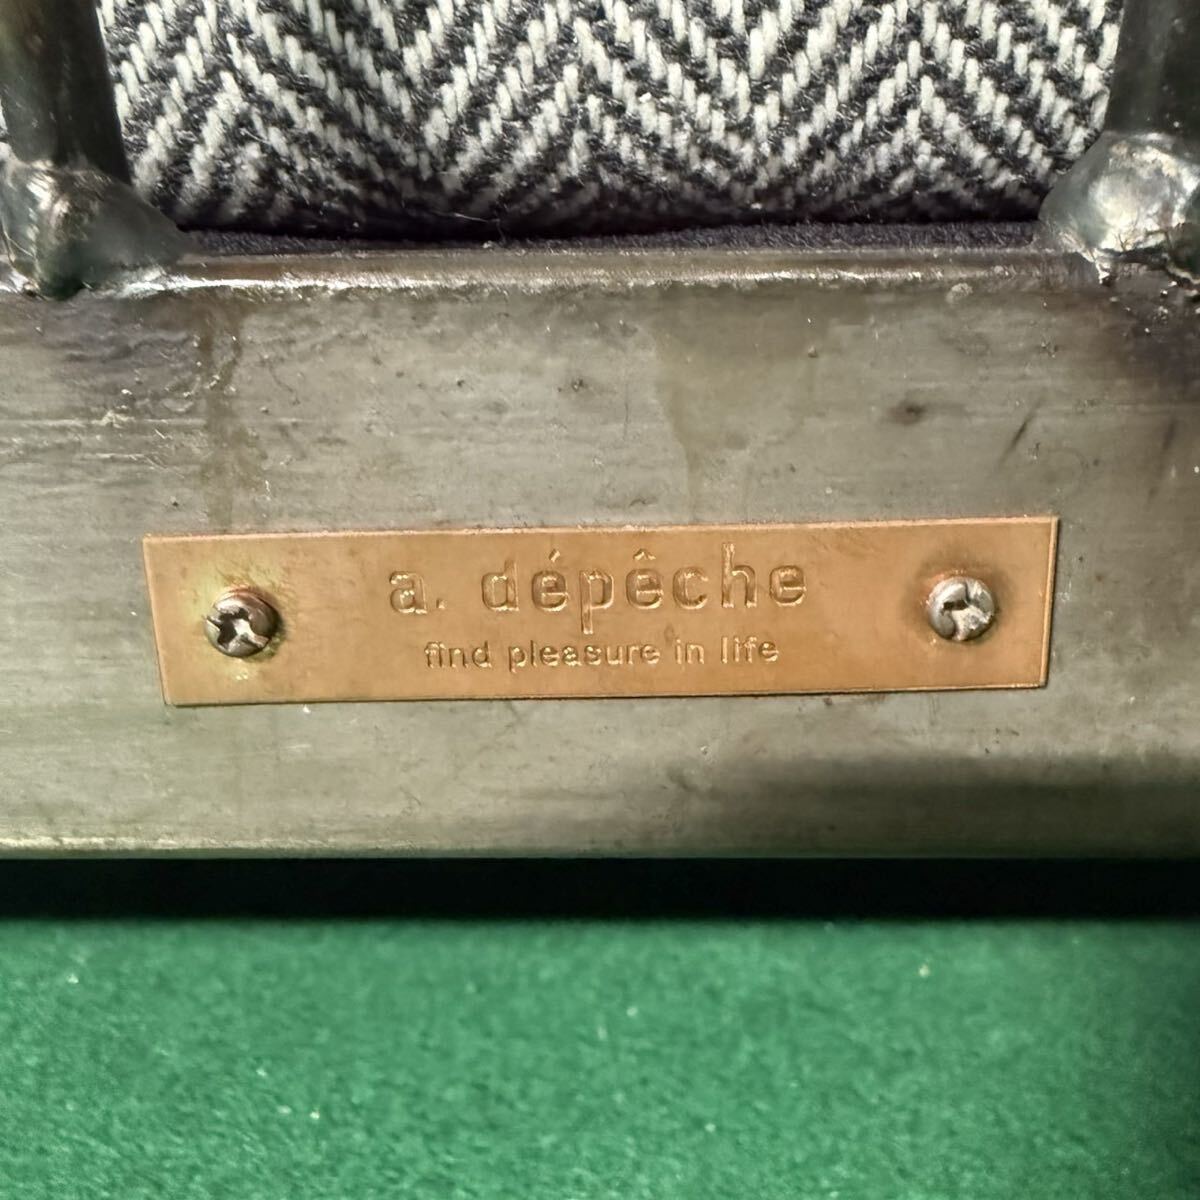 a. dépêche
find pleasure in life